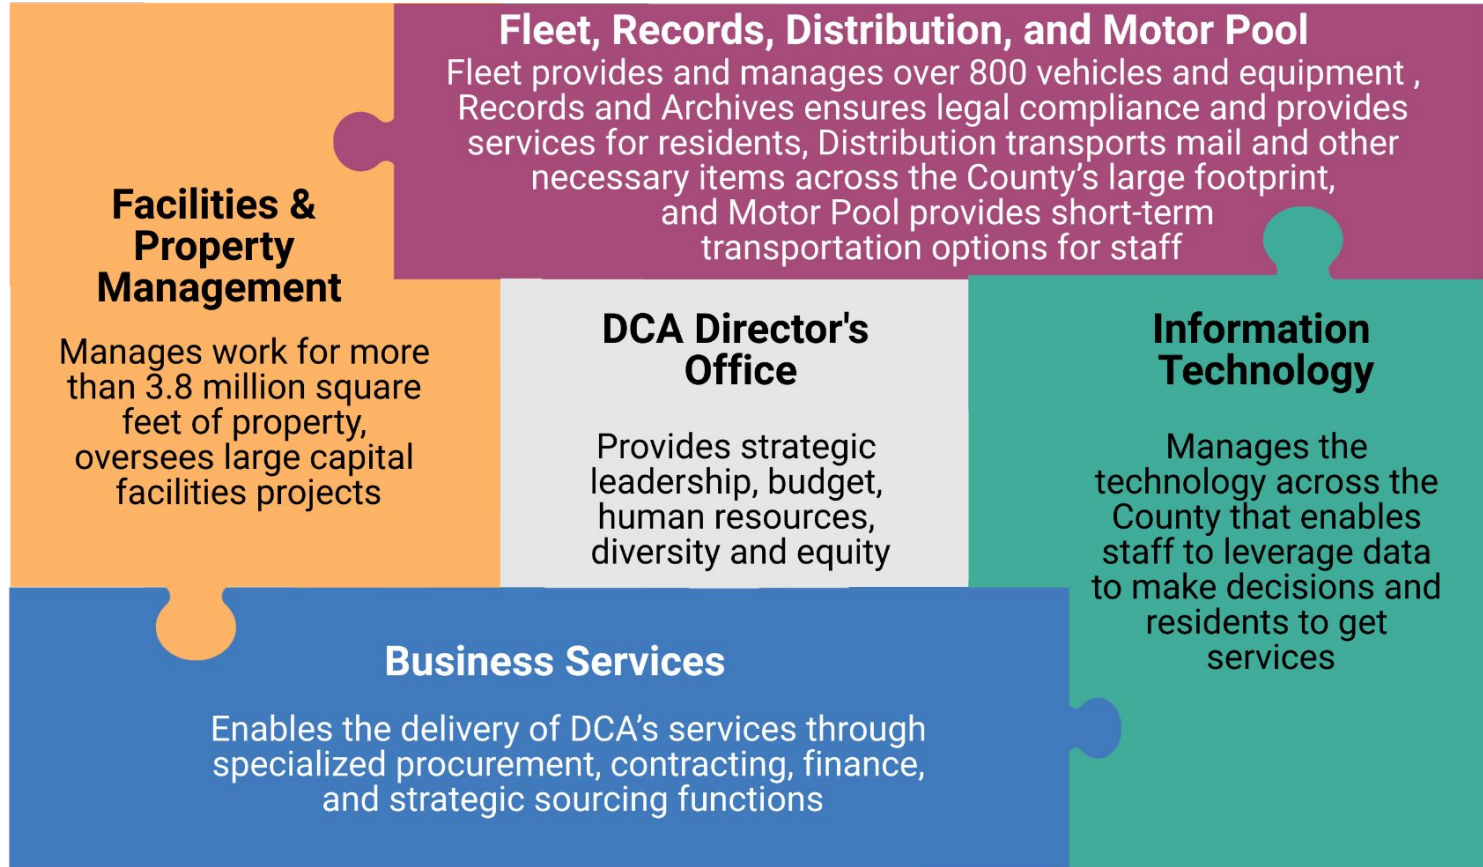 Fleet, Records, Distribution, and Motor Pool
Fleet provides and manages over 800 vehicles and equipment ,
Records and Archives ensures legal compliance and provides
services for residents, Distribution transports mail and other
necessary items across the County’s large footprint,
and Motor Pool provides short-term
transportation options for staff
Facilities &
Property
Management
Manages work for more
than 3.8 million square
feet of property,
oversees large capital
facilities projects
DCA Director's
Office
Provides strategic
leadership, budget,
human resources,
diversity and equity
Information
Technology
Manages the
technology across the
County that enables
staff to leverage data
to make decisions and
residents to get
services
Business Services
Enables the delivery of DCA’s services through
specialized procurement, contracting, finance,
and strategic sourcing functions